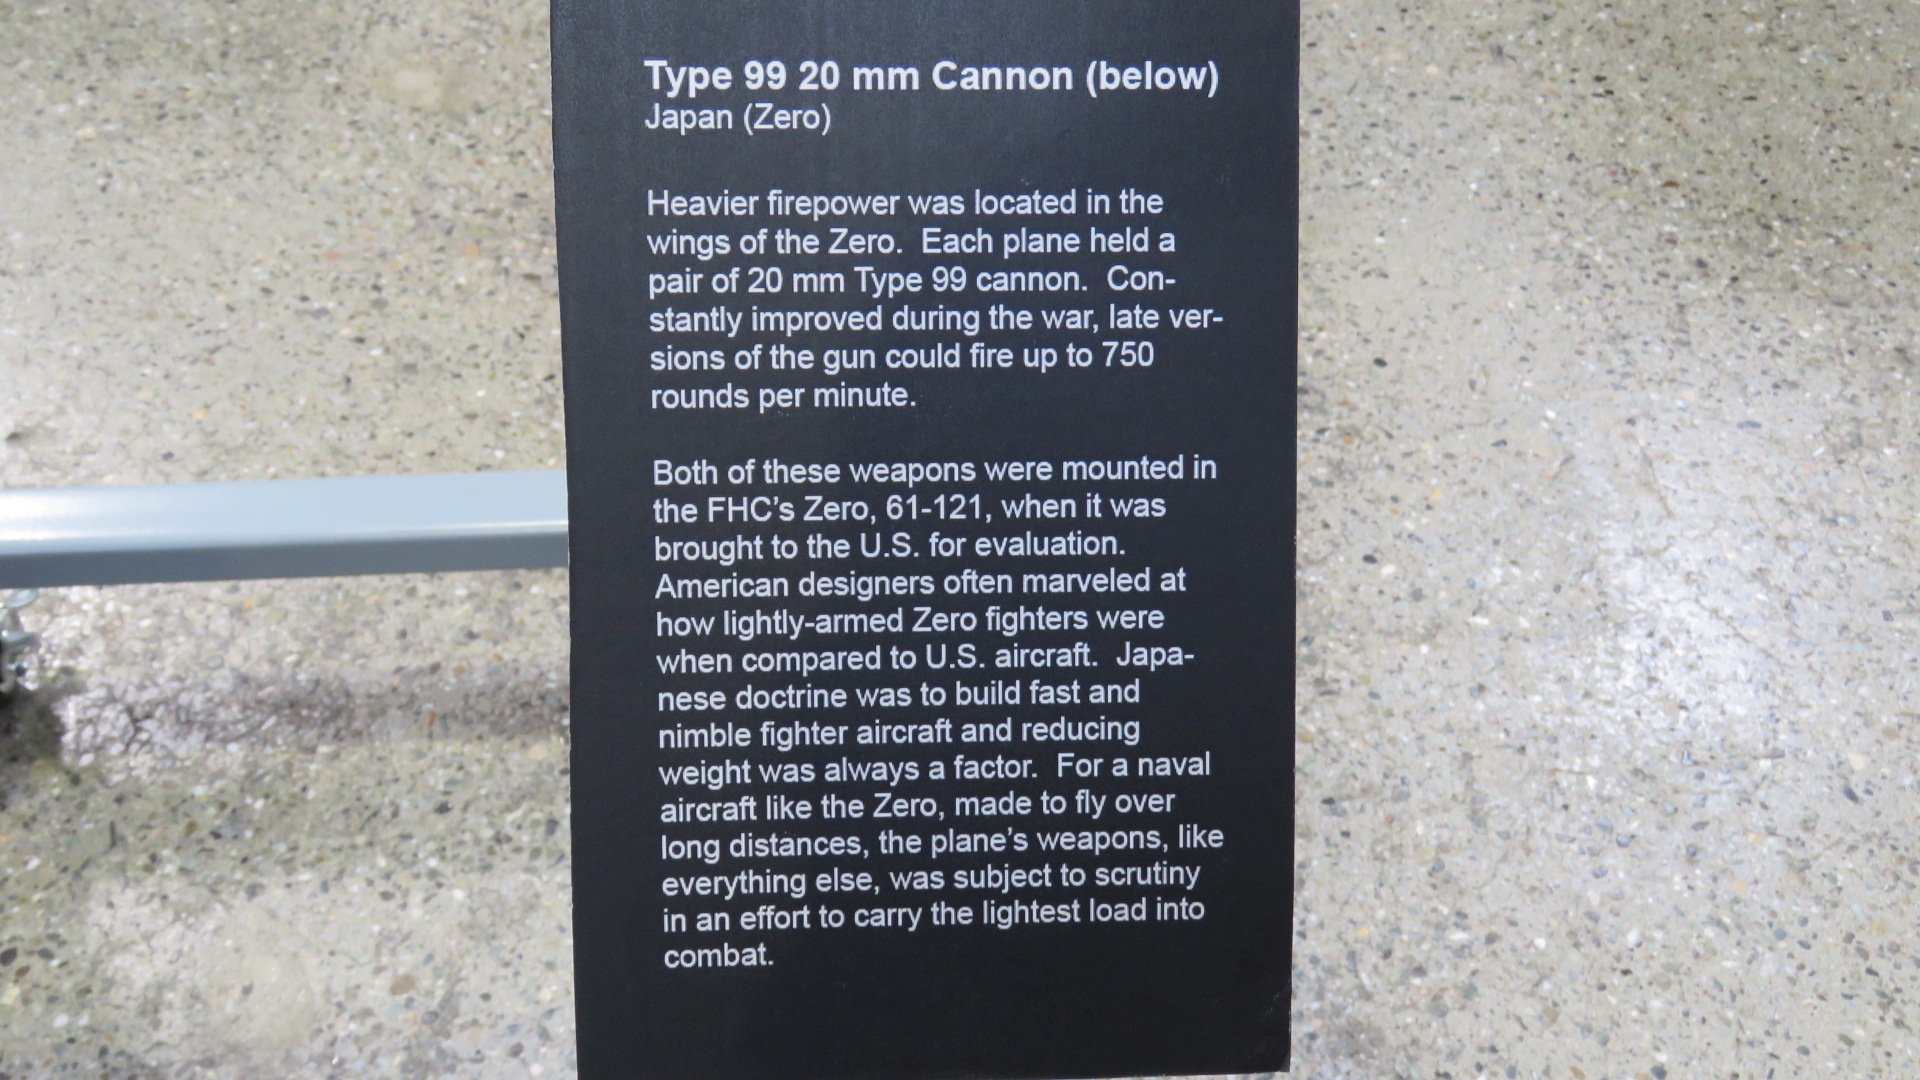 Type 99 20 mm Cannon (below)
Japan (Zero)
Heavier firepower was located in the
wings of the Zero.  Each plane held a
pair of 20 mm Type 99 cannon.  Con-
stantly improved during the war, late ver-
sions of the gun could fire up to 750
rounds per minute.
Both of these weapons were mounted in
the FHC's Zero, 61-121, when it was
brought to the U.S. for evaluation.
American designers often marveled at
how lightly-armed Zero fighters were
when compared to U.S. aircraft.  Japa-
nese doctrine was to build fast and
nimble fighter aircraft and reducing
weight was always a factor.  For a naval
aircraft like the Zero, made to fly over
long distances, the plane's weapons, like
everything else, was subject to scrutiny
in an effort to carry the lightest load into
combat.